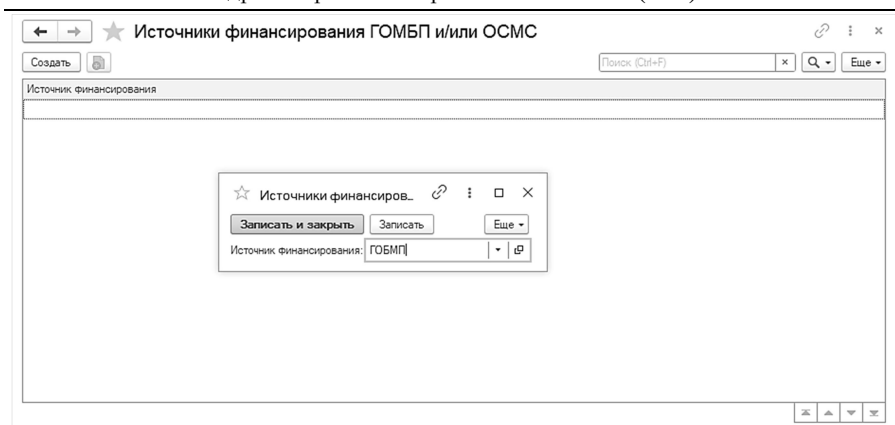 Источники финансирования ГОМБП и/или ОСМС
Создать
Поиск (Ctrl+F)
×
Еще
Источник финансирования
Источники финансиров...
Записать и закрыть
Записать
Еще
Источник финансирования: ГОБМП